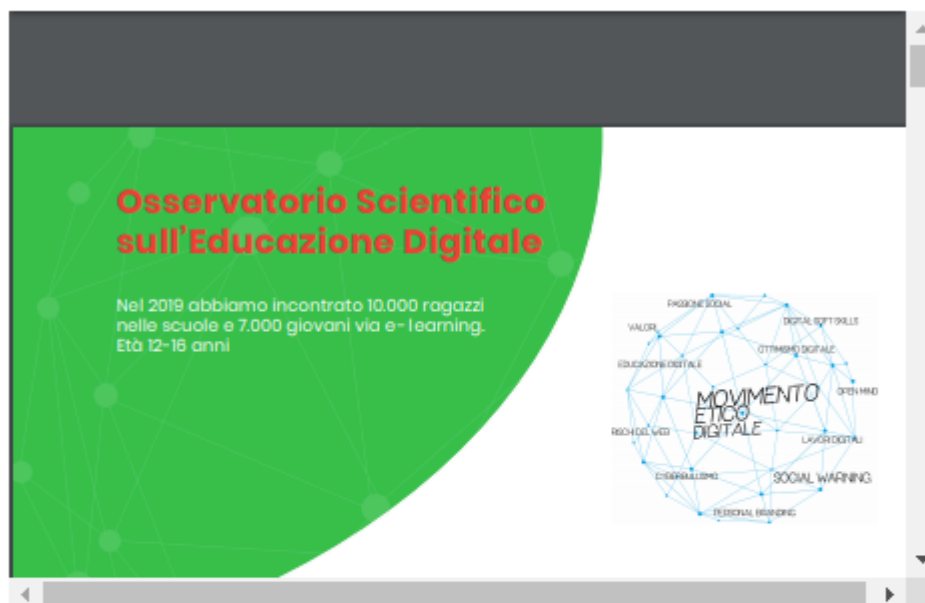 Osservatorio Scientifico
sull'Educazione Digitale
Nel 2019 abbiamo incontrato 10.000 ragazzi
nelle scuole e 7.000 giovani via e-learning.
Età 12-16 anni
PASSIONE SOCIAL
DIGITAL SOFT SKILLS
VALORI
OTTIMISMO DIGITALE
EDUCAZIONE DIGITALE
OPEN MIND
MOVIMENTO
ETICO
DIGITALE
RISCHI DEL WEB
LAVORI DIGITALI
CYBERBULLISMO
SOCIAL WARNING
PERSONAL BRANDING